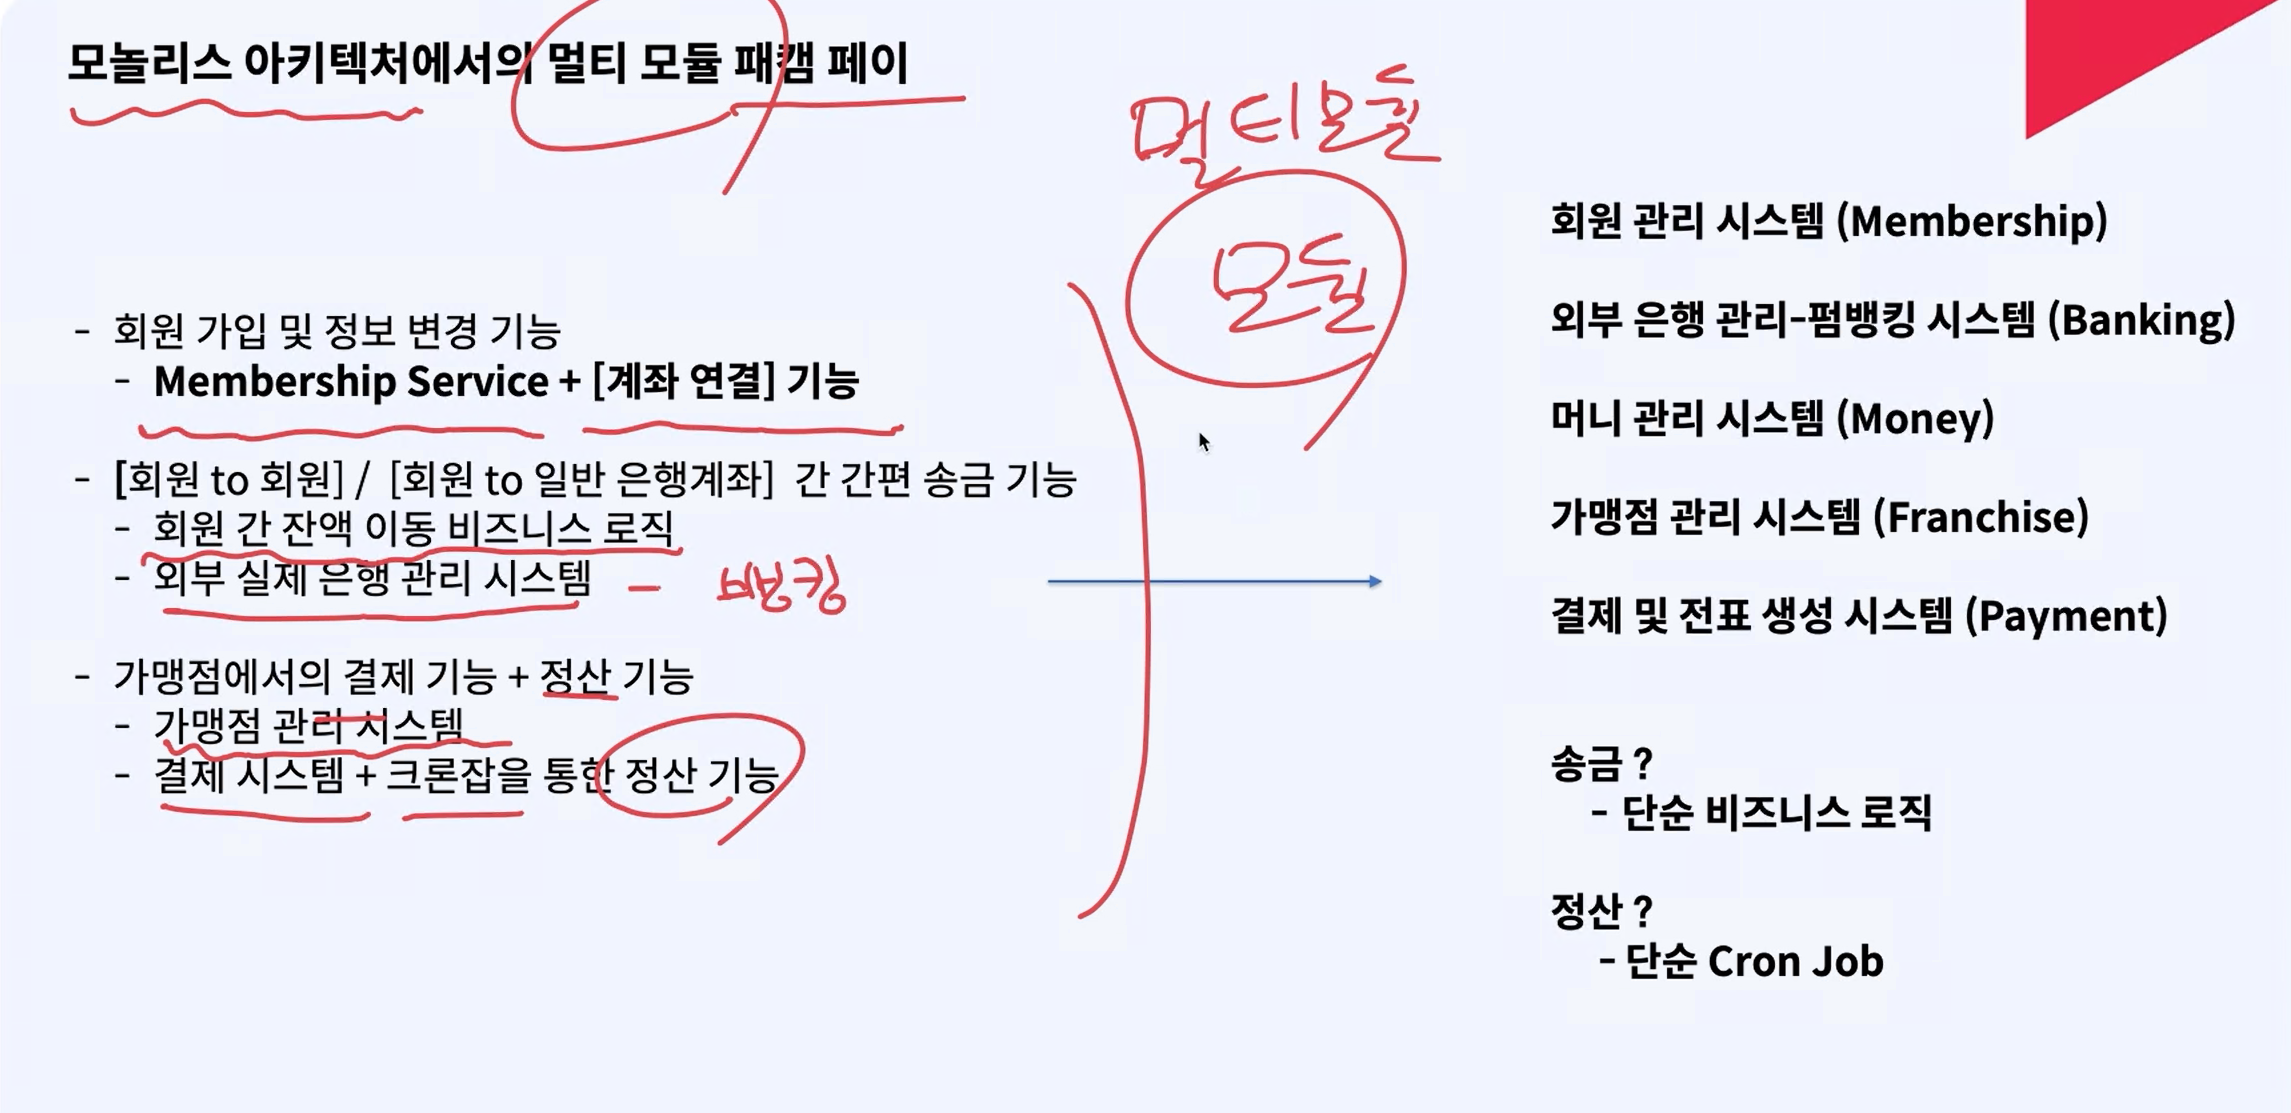 모놀리스 아키텍처에서의 멀티 모듈 패캠 페이
멀티모듈
모듈
- 회원 가입 및 정보 변경 기능
- Membership Service + [계좌 연결] 기능
- [회원 to 회원] / [회원 to 일반 은행계좌] 간 간편 송금 기능
- 회원 간 잔액 이동 비즈니스 로직
- 외부 실제 은행 관리 시스템 - 뱅킹
- 가맹점에서의 결제 기능 + 정산 기능
- 가맹점 관리 시스템
- 결제 시스템 + 크론잡을 통한 정산 기능
회원 관리 시스템 (Membership)
외부 은행 관리-펌뱅킹 시스템 (Banking)
머니 관리 시스템 (Money)
가맹점 관리 시스템 (Franchise)
결제 및 전표 생성 시스템 (Payment)
송금 ?
- 단순 비즈니스 로직
정산 ?
- 단순 Cron Job